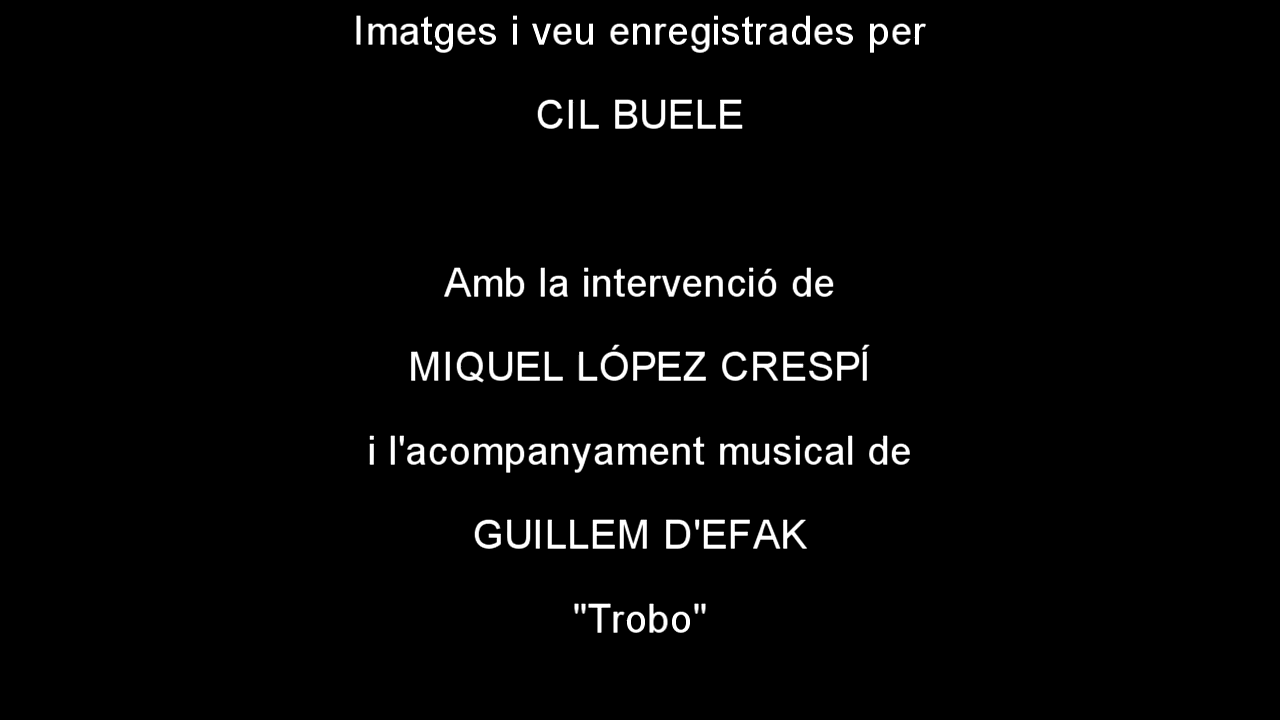 Imatges i veu enregistrades per
CIL BUELE
Amb la intervenció de
MIQUEL LÓPEZ CRESPÍ
i l'acompanyament musical de
GUILLEM D'EFAK
"Trobo"